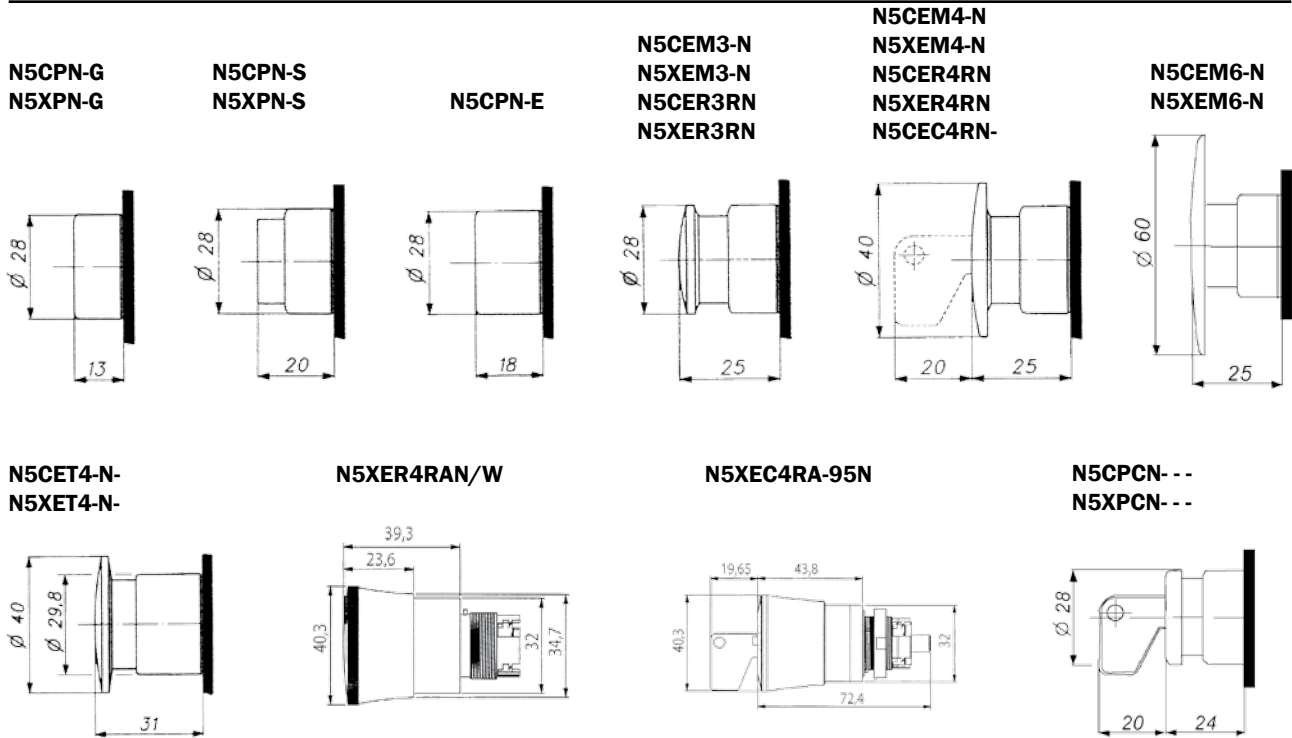 N5CPN-G
N5XPN-G
N5CPN-S
N5XPN-S
N5CPN-E
N5CEM3-N
N5XEM3-N
N5CER3RN
N5XER3RN
N5CEM4-N
N5XEM4-N
N5CER4RN
N5XER4RN
N5CEC4RN-
N5CEM6-N
N5XEM6-N
Ø 28
13
Ø 28
20
Ø 28
18
Ø 28
25
Ø 40
20
25
Ø 60
25
N5CET4-N-
N5XET4-N-
N5XER4RAN/W
N5XEC4RA-95N
N5CPCN- - -
N5XPCN- - -
Ø 40
Ø 29,8
31
39,3
23,6
40,3
32
34,7
19,65
43,8
40,3
32
72,4
Ø 28
20
24